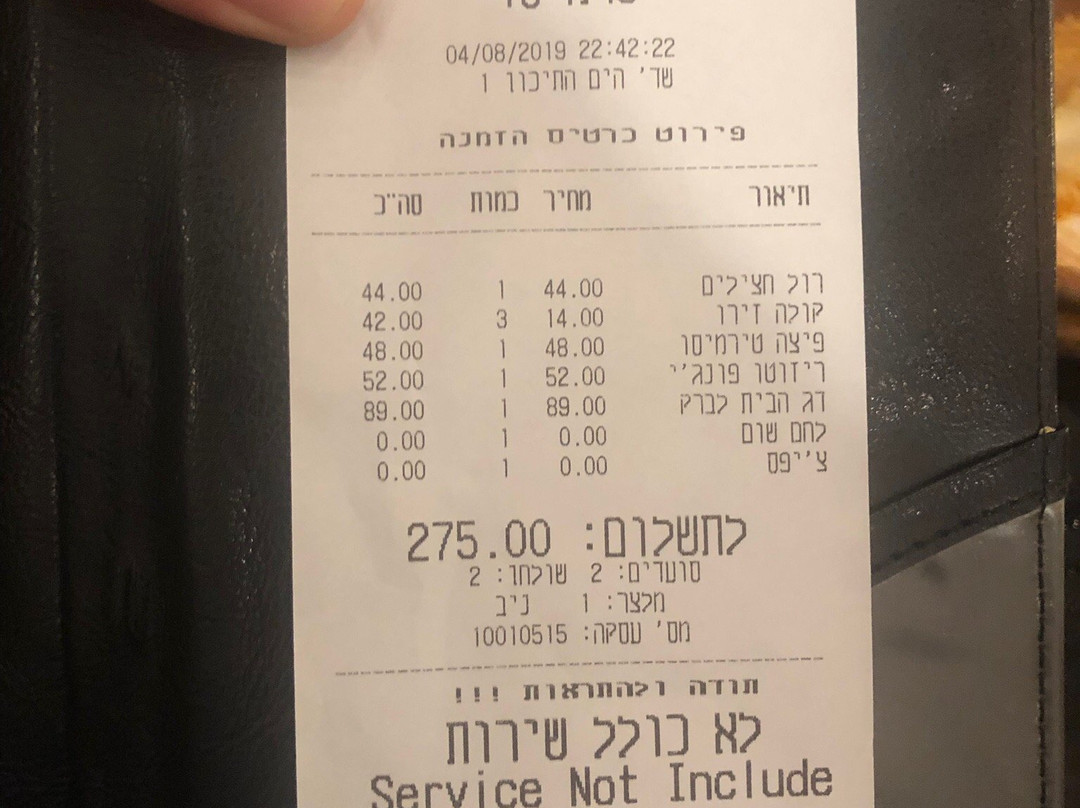 04/08/2019 22:42:22
שד' הים התיכון 1
פירוט כרטיס הזמנה
תיאור מחיר כמות סה"כ
רול חצילים 44.00 1 44.00
קולה זירו 14.00 3 42.00
פיצה טירמיסו 48.00 1 48.00
ריזוטו פונג'י 52.00 1 52.00
דג הבית לברק 89.00 1 89.00
לחם שום 0.00 1 0.00
צ'יפס 0.00 1 0.00
לתשלום: 275.00
סועדים: 2 שולחן: 2
מלצר: 1 ניב
מס' עסקה: 10010515
תודה ולהתראות !!!
לא כולל שירות
Service Not Include